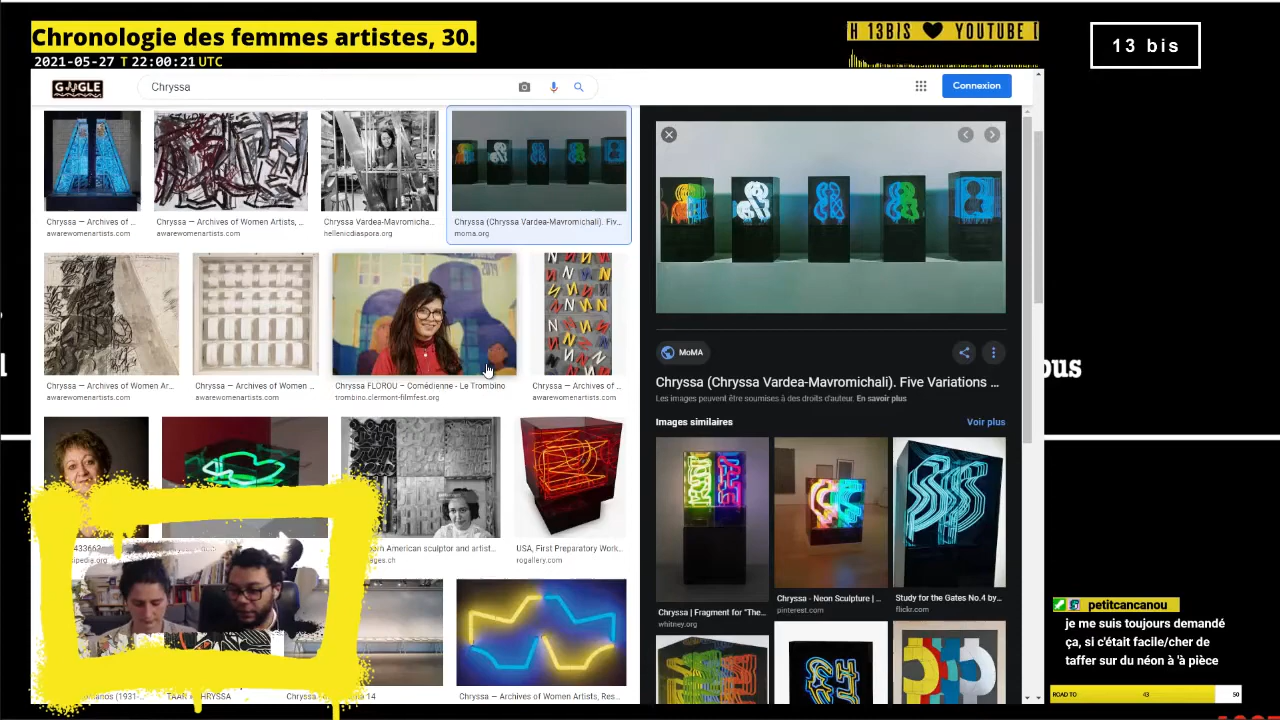 Chronologie des femmes artistes, 30.
2021-05-27 T 22:00:21 UTC
H 13BIS ♥ YOUTUBE
13 bis
GOOGLE
Chryssa
Connexion
Chryssa — Archives of ...
awarewomenartists.com
Chryssa — Archives of Women Artists, ...
awarewomenartists.com
Chryssa Vardea-Mavromicha...
hellenicdiaspora.org
Chryssa (Chryssa Vardea-Mavromichali). Fiv...
moma.org
Chryssa — Archives of Women Ar...
awarewomenartists.com
Chryssa — Archives of Women ...
awarewomenartists.com
Chryssa FLOROU – Comédienne - Le Trombino
trombino.clermont-filmfest.org
Chryssa — Archives of ...
awarewomenartists.com
American sculptor and artist...
USA, First Preparatory Work...
rogallery.com
CHRYSSA
14
Chryssa — Archives of Women Artists, Res...
MoMA
Chryssa (Chryssa Vardea-Mavromichali). Five Variations ...
Les images peuvent être soumises à des droits d'auteur. En savoir plus
Images similaires
Voir plus
Chryssa | Fragment for "The...
whitney.org
Chryssa - Neon Sculpture | ...
pinterest.com
Study for the Gates No.4 by...
flickr.com
ous
petitcancanou
je me suis toujours demandé
ça, si c'était facile/cher de
taffer sur du néon à 'à pièce
ROAD TO 43 50